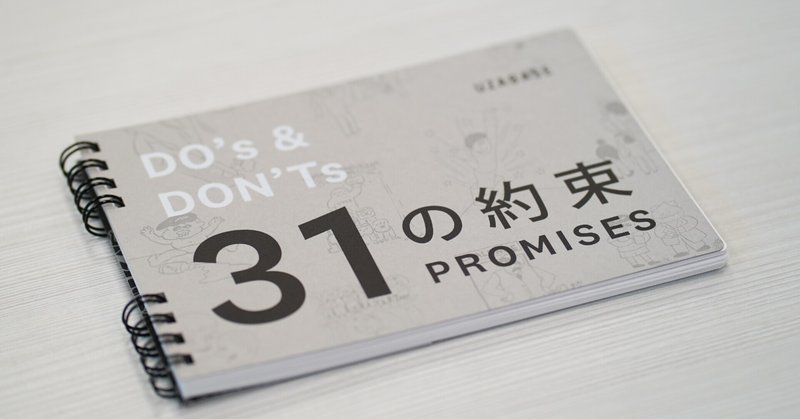 UZABASE
DO's &
DON'Ts
31の約束
PROMISES